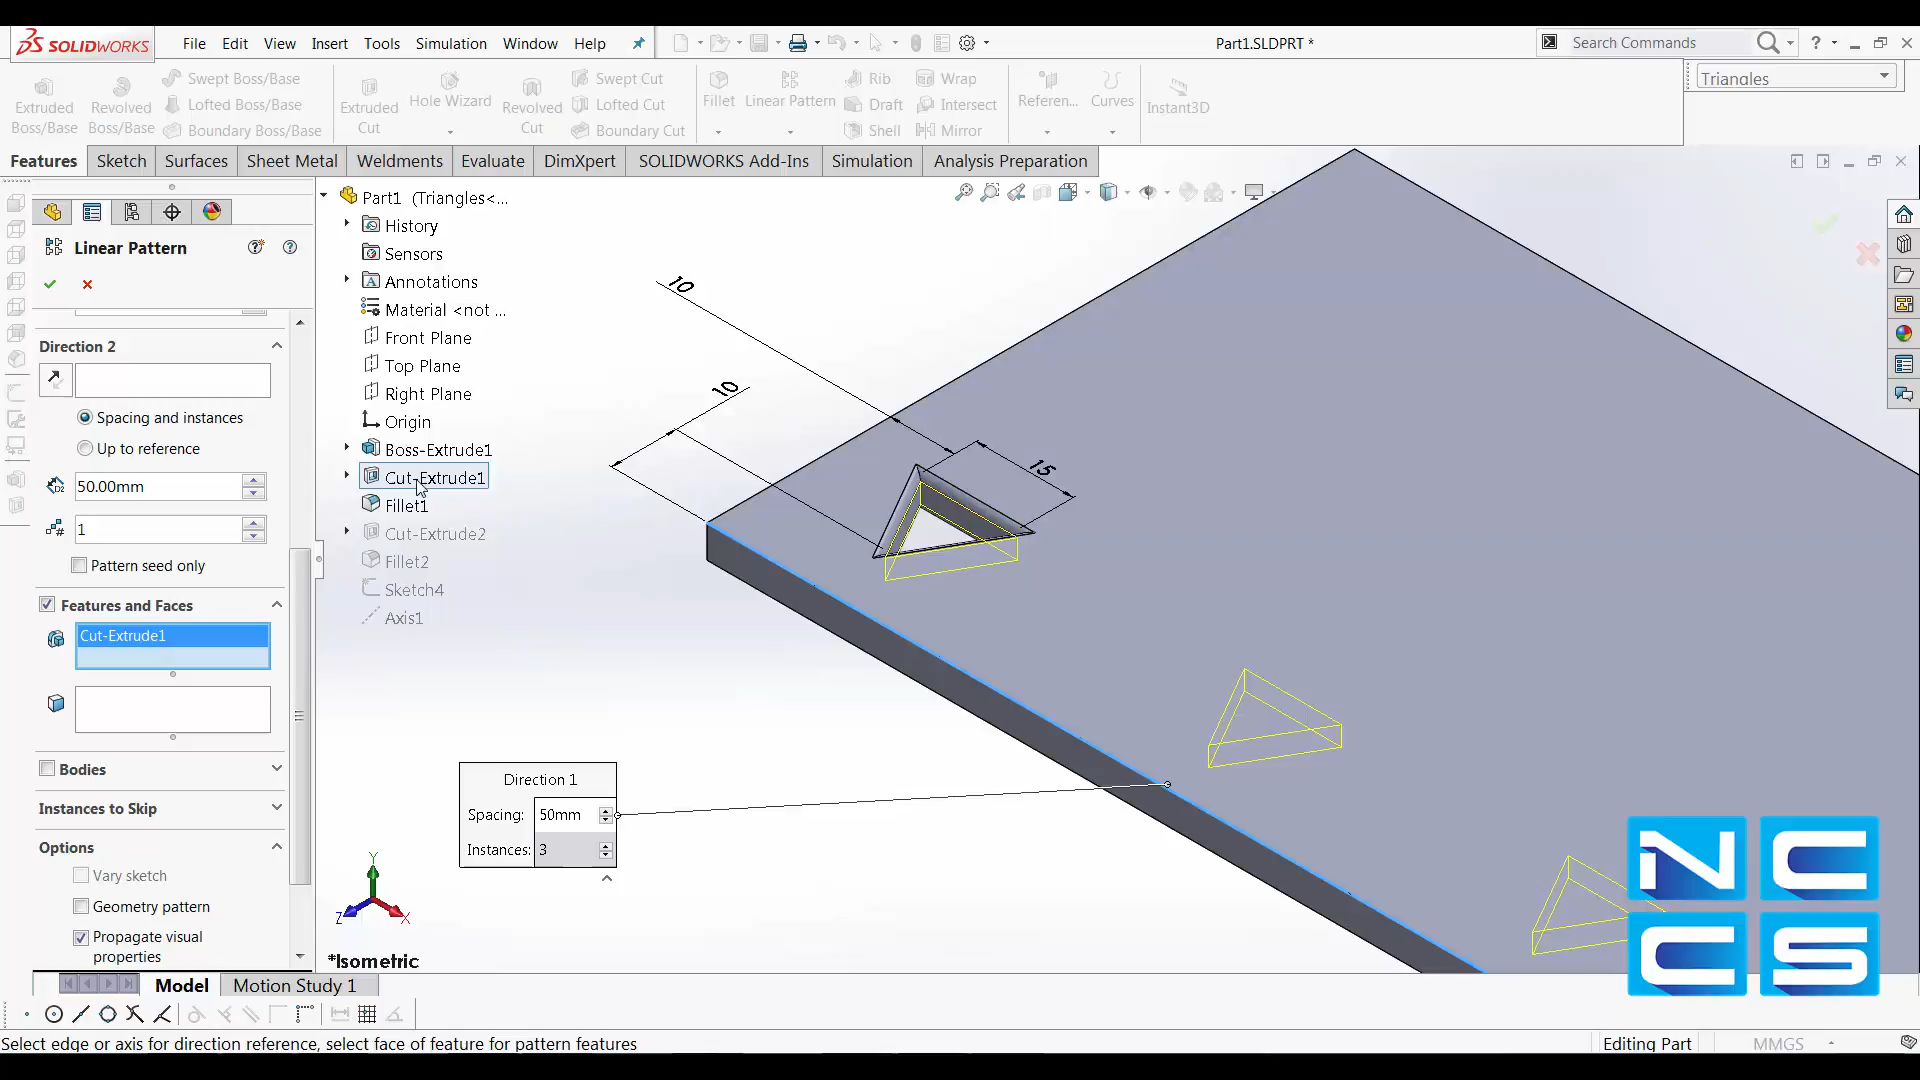 SOLIDWORKS
File Edit View Insert Tools Simulation Window Help
Part1.SLDPRT *
Search Commands
?
Extruded Boss/Base
Revolved Boss/Base
Swept Boss/Base
Lofted Boss/Base
Boundary Boss/Base
Extruded Cut
Hole Wizard
Revolved Cut
Swept Cut
Lofted Cut
Boundary Cut
Fillet
Linear Pattern
Rib
Draft
Shell
Wrap
Intersect
Mirror
Referen...
Curves
Instant3D
Triangles
Features Sketch Surfaces Sheet Metal Weldments Evaluate DimXpert SOLIDWORKS Add-Ins Simulation Analysis Preparation
Linear Pattern
Direction 2
Spacing and instances
Up to reference
50.00mm
1
Pattern seed only
Features and Faces
Cut-Extrude1
Bodies
Instances to Skip
Options
Vary sketch
Geometry pattern
Propagate visual
properties
Part1 (Triangles<...
History
Sensors
Annotations
Material <not ...
Front Plane
Top Plane
Right Plane
Origin
Boss-Extrude1
Cut-Extrude1
Fillet1
Cut-Extrude2
Fillet2
Sketch4
Axis1
10
10
15
Direction 1
Spacing: 50mm
Instances: 3
Y
Z
X
*Isometric
NC
CS
Model Motion Study 1
Select edge or axis for direction reference, select face of feature for pattern features
Editing Part
MMGS